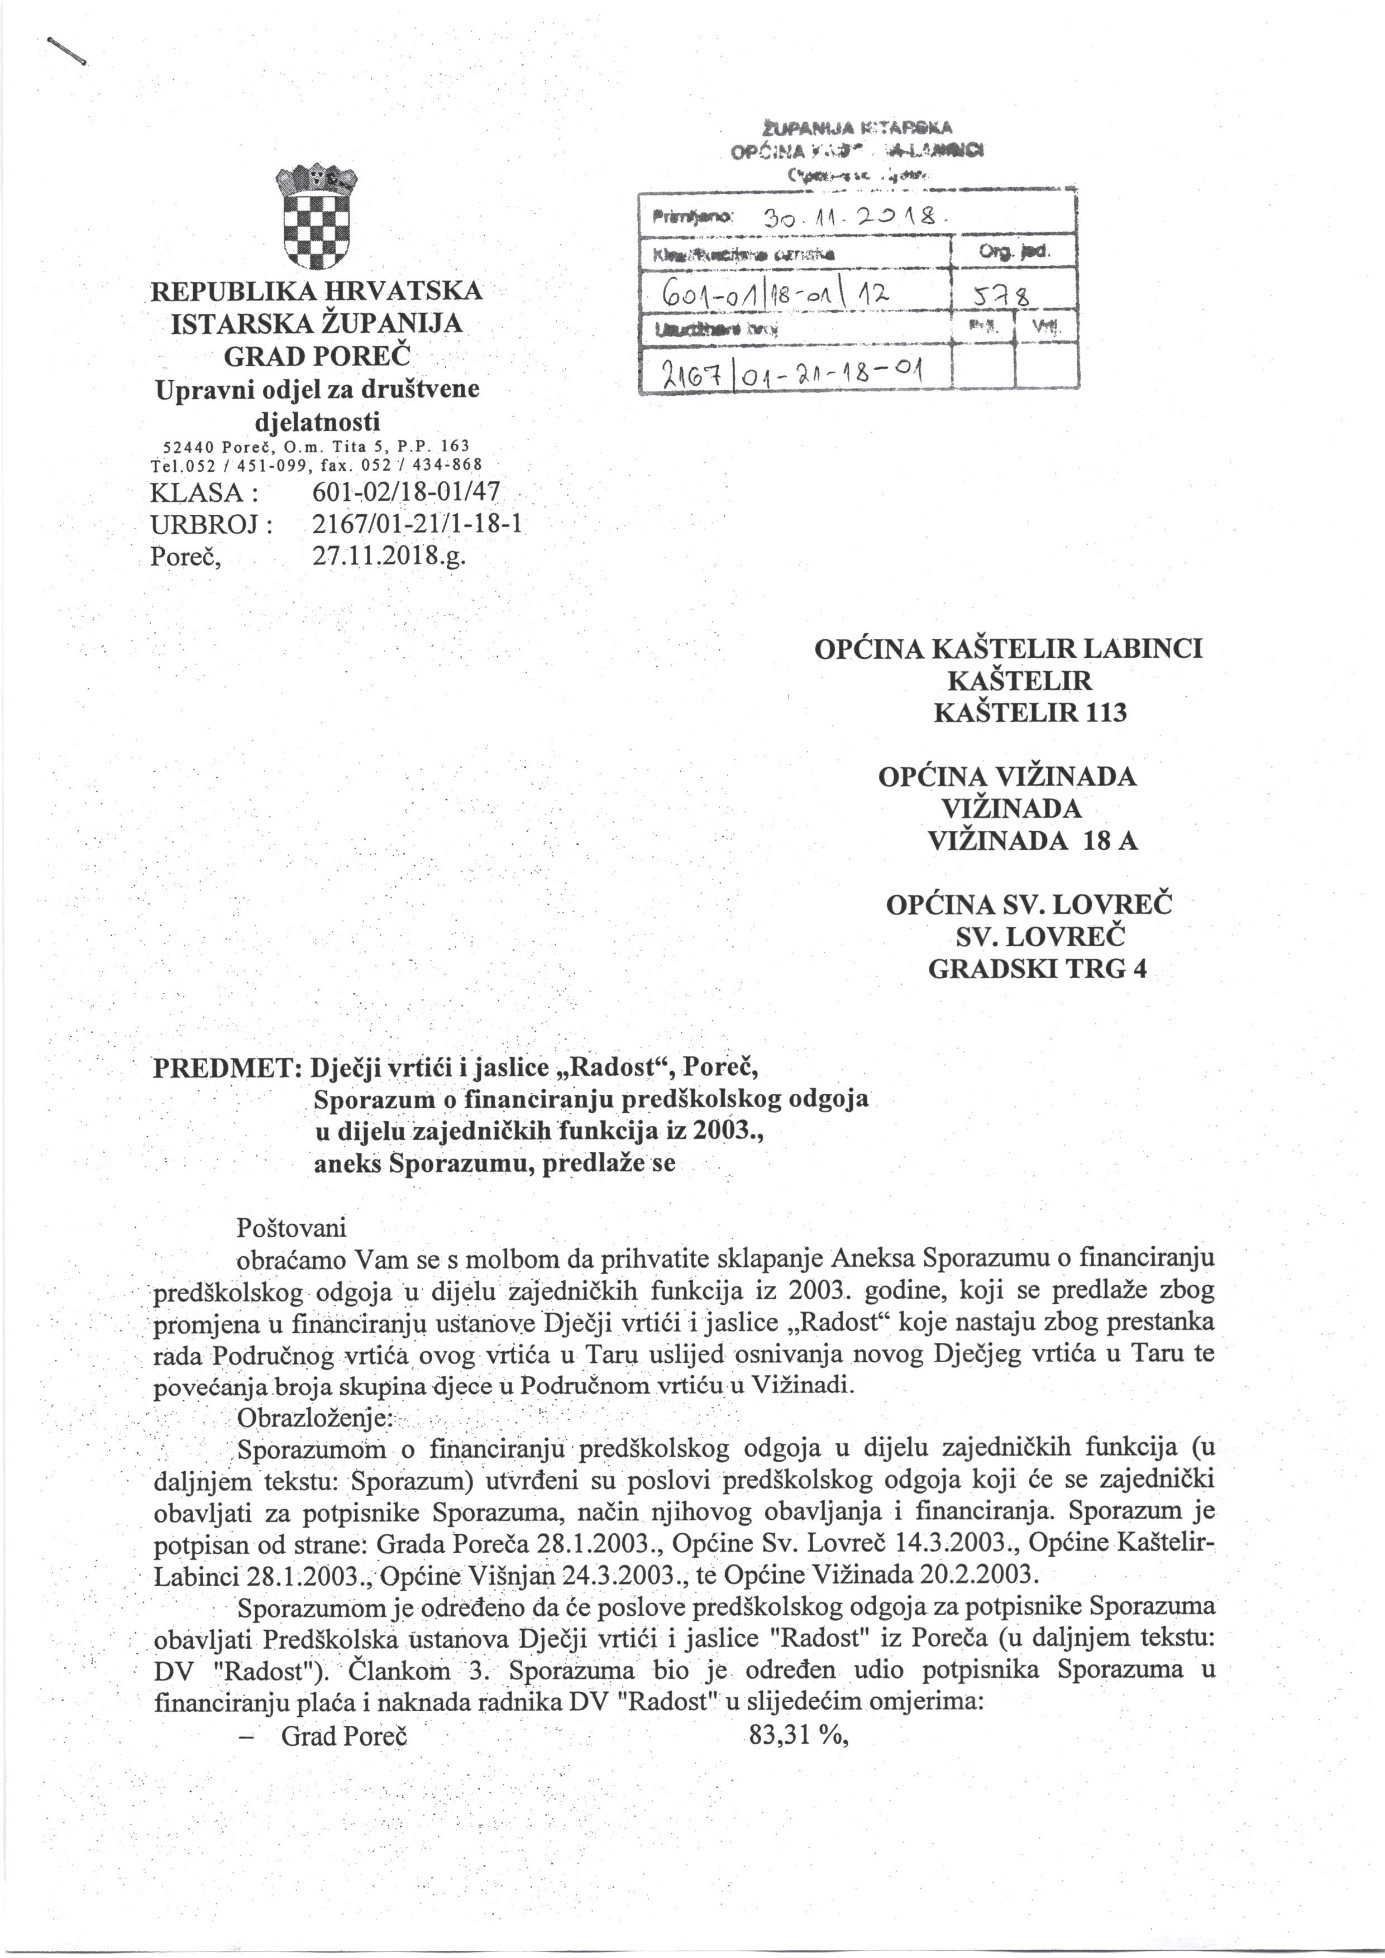 ŽUPANIJA ISTARSKA
OPĆINA LABINCI
Primljeno: 30.11.2018.
oznaka Org. jed.
601-01/18-01/12 578
Urudžbeni broj Pril. Vrij.
2167/01-21-18-01
REPUBLIKA HRVATSKA
ISTARSKA ŽUPANIJA
GRAD POREČ
Upravni odjel za društvene
djelatnosti
52440 Poreč, O.m. Tita 5, P.P. 163
Tel.052 / 451-099, fax. 052 / 434-868
KLASA : 601-02/18-01/47
URBROJ : 2167/01-21/1-18-1
Poreč, 27.11.2018.g.
OPĆINA KAŠTELIR LABINCI
KAŠTELIR
KAŠTELIR 113
OPĆINA VIŽINADA
VIŽINADA
VIŽINADA 18 A
OPĆINA SV. LOVREČ
SV. LOVREČ
GRADSKI TRG 4
PREDMET: Dječji vrtići i jaslice „Radost“, Poreč,
Sporazum o financiranju predškolskog odgoja
u dijelu zajedničkih funkcija iz 2003.,
aneks Sporazumu, predlaže se
Poštovani
obraćamo Vam se s molbom da prihvatite sklapanje Aneksa Sporazumu o financiranju
predškolskog odgoja u dijelu zajedničkih funkcija iz 2003. godine, koji se predlaže zbog
promjena u financiranju ustanove Dječji vrtići i jaslice „Radost“ koje nastaju zbog prestanka
rada Područnog vrtića ovog vrtića u Taru uslijed osnivanja novog Dječjeg vrtića u Taru te
povećanja broja skupina djece u Područnom vrtiću u Vižinadi.
Obrazloženje:
Sporazumom o financiranju predškolskog odgoja u dijelu zajedničkih funkcija (u
daljnjem tekstu: Sporazum) utvrđeni su poslovi predškolskog odgoja koji će se zajednički
obavljati za potpisnike Sporazuma, način njihovog obavljanja i financiranja. Sporazum je
potpisan od strane: Grada Poreča 28.1.2003., Općine Sv. Lovreč 14.3.2003., Općine Kaštelir-
Labinci 28.1.2003., Općine Višnjan 24.3.2003., te Općine Vižinada 20.2.2003.
Sporazumom je određeno da će poslove predškolskog odgoja za potpisnike Sporazuma
obavljati Predškolska ustanova Dječji vrtići i jaslice "Radost" iz Poreča (u daljnjem tekstu:
DV "Radost"). Člankom 3. Sporazuma bio je određen udio potpisnika Sporazuma u
financiranju plaća i naknada radnika DV "Radost" u slijedećim omjerima:
– Grad Poreč 83,31 %,